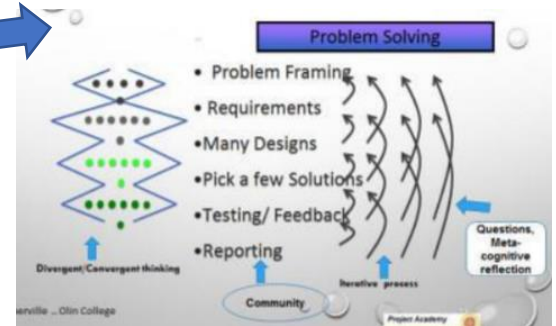 Problem Solving
• Problem Framing
• Requirements
•Many Designs
•Pick a few Solutions
•Testing/ Feedback
•Reporting
Divergent/Convergent thinking
Community
Iterative process
Questions,
Meta-
cognitive
reflection
erville .. Olin College
Project Academy